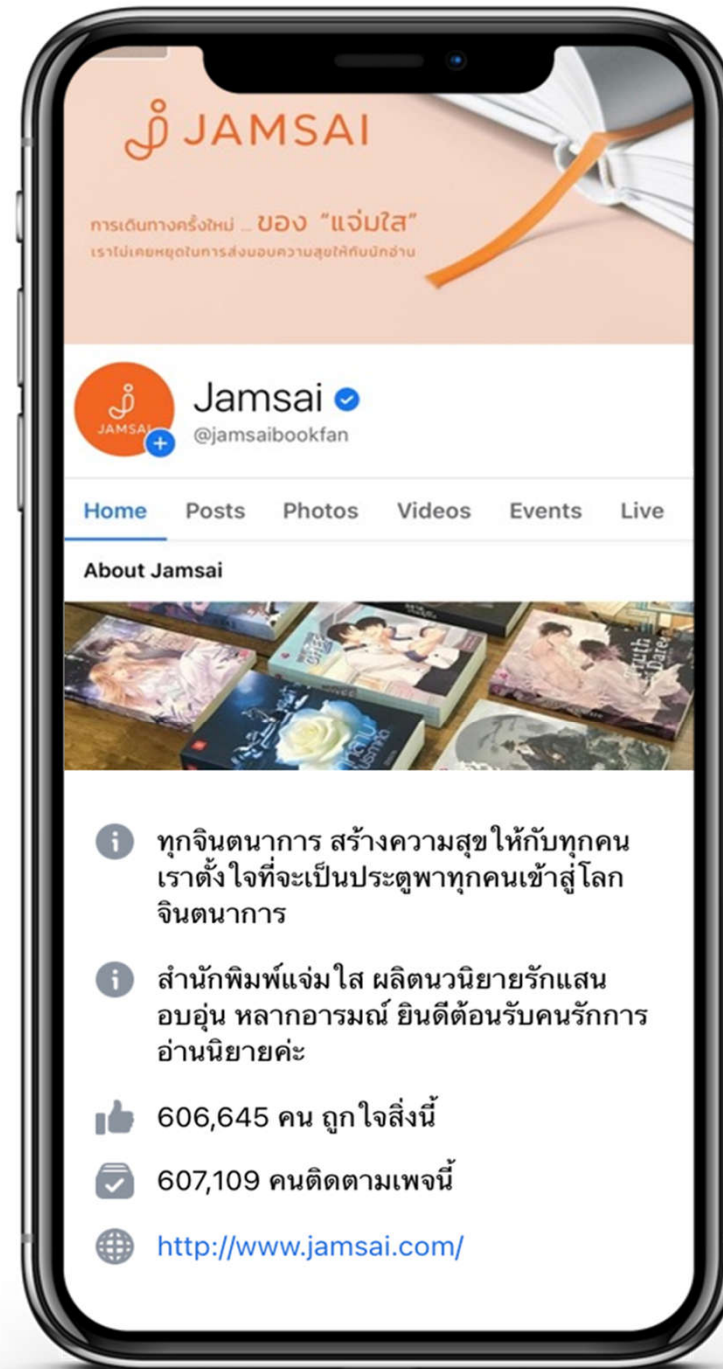 JAMSAI
การเดินทางครั้งใหม่ ... ของ "แจ่มใส"
เราไม่เคยหยุดในการส่งมอบความสุขให้กับนักอ่าน
JAMSAI
Jamsai
@jamsaibookfan
Home Posts Photos Videos Events Live
About Jamsai
Truth
Dare
ทุกจินตนาการ สร้างความสุขให้กับทุกคน
เราตั้งใจที่จะเป็นประตูพาทุกคนเข้าสู่โลก
จินตนาการ
สำนักพิมพ์แจ่มใส ผลิตนวนิยายรักแสน
อบอุ่น หลากอารมณ์ ยินดีต้อนรับคนรักการ
อ่านนิยายค่ะ
606,645 คน ถูกใจสิ่งนี้
607,109 คนติดตามเพจนี้
http://www.jamsai.com/